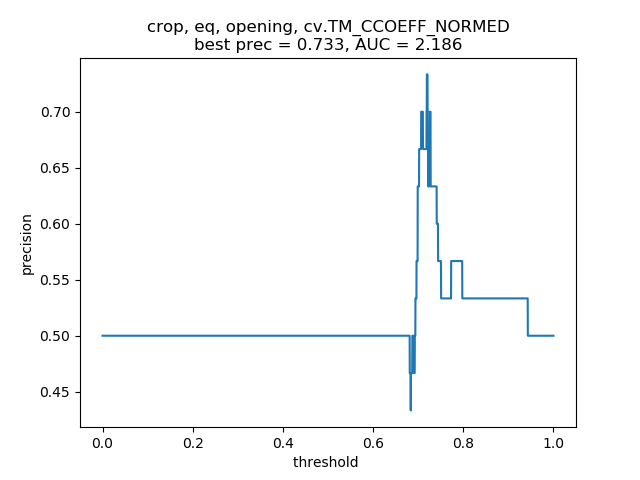 crop, eq, opening, cv.TM_CCOEFF_NORMED
best prec = 0.733, AUC = 2.186
precision
0.70
0.65
0.60
0.55
0.50
0.45
0.0 0.2 0.4 0.6 0.8 1.0
threshold